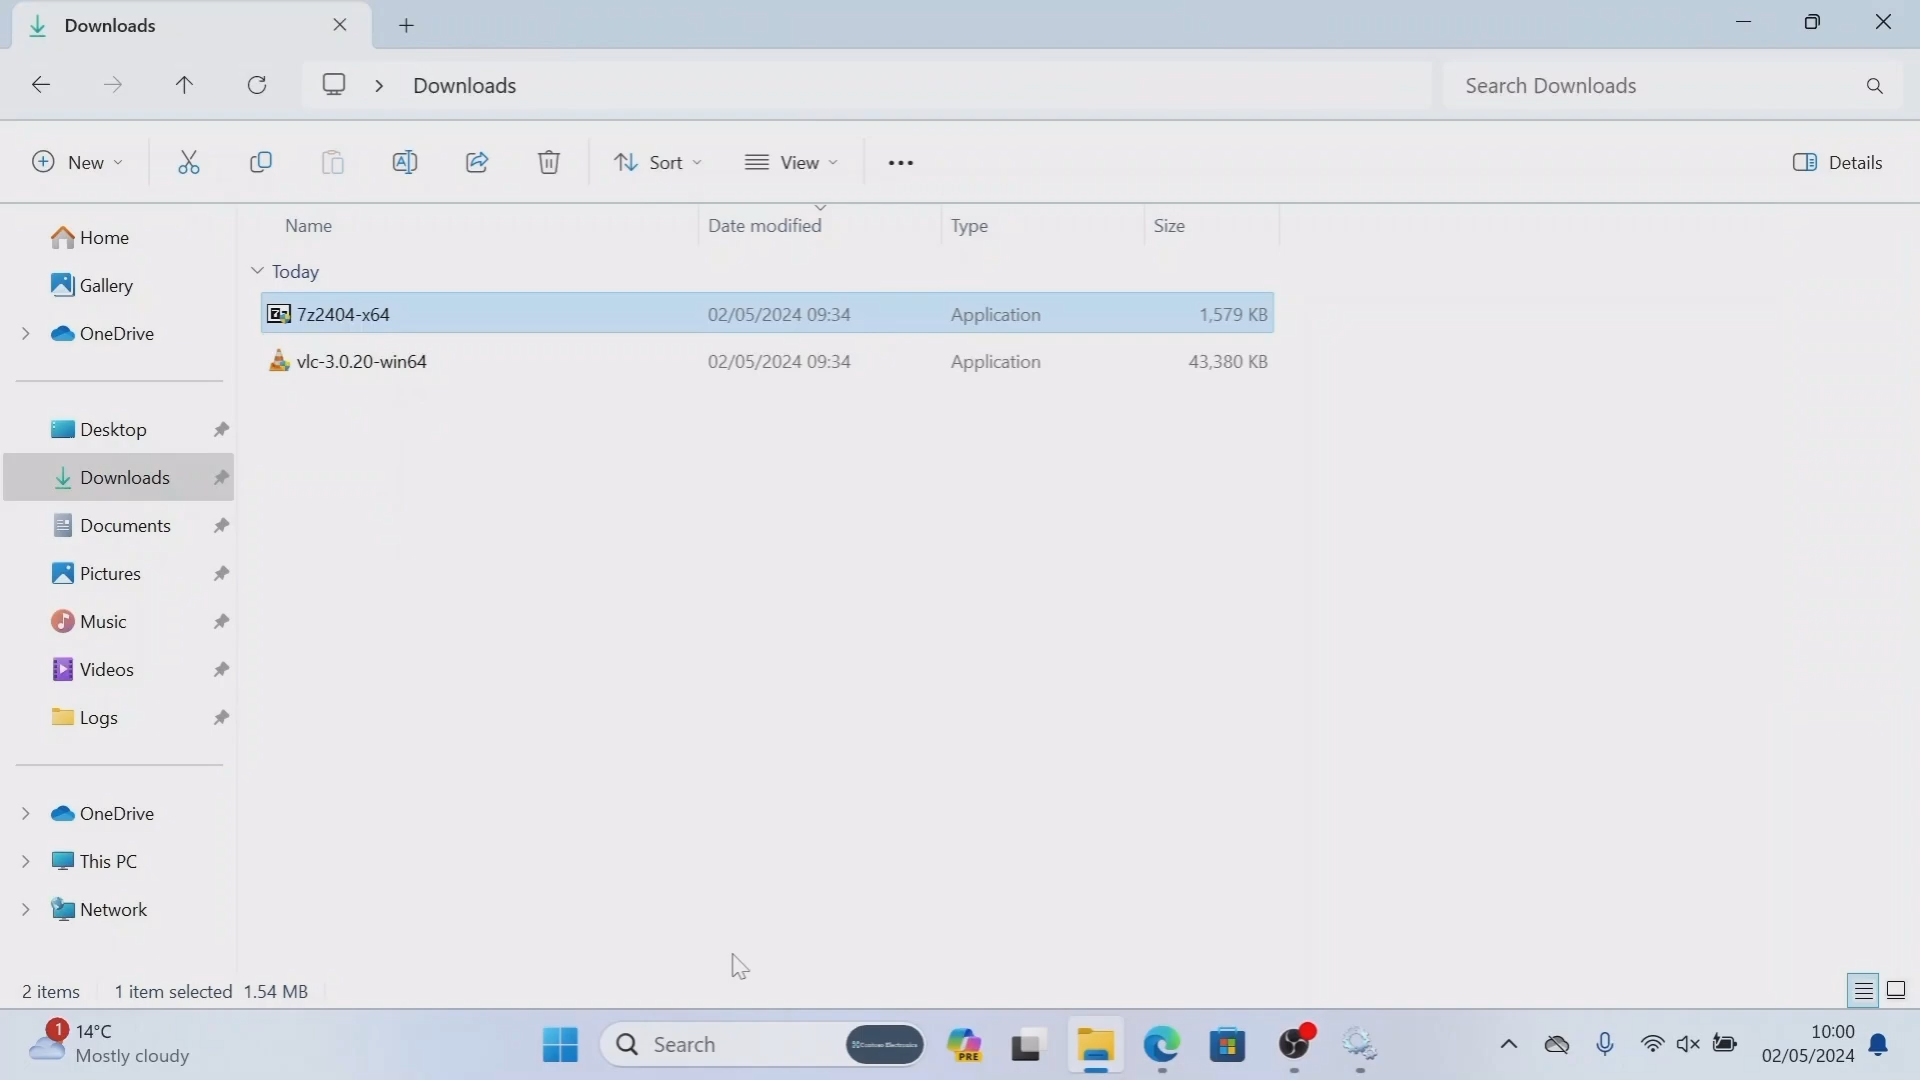 Downloads
Downloads
Search Downloads
New
Sort
View
Details
Name
Date modified
Type
Size
Home
Gallery
OneDrive
Desktop
Downloads
Documents
Pictures
Music
Videos
Logs
OneDrive
This PC
Network
Today
7z2404-x64 02/05/2024 09:34 Application 1,579 KB
vlc-3.0.20-win64 02/05/2024 09:34 Application 43,380 KB
2 items 1 item selected 1.54 MB
1
14°C
Mostly cloudy
Search
PRE
10:00
02/05/2024